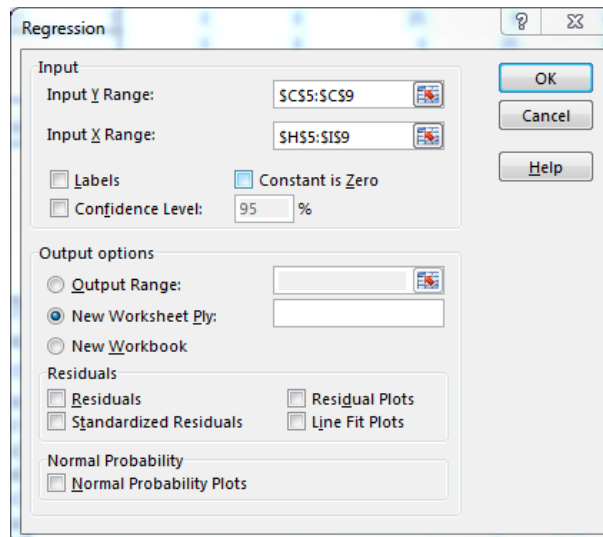 Regression
Input
Input Y Range: $C$5:$C$9
Input X Range: $H$5:$I$9
Labels Constant is Zero
Confidence Level: 95 %
OK
Cancel
Help
Output options
Output Range:
New Worksheet Ply:
New Workbook
Residuals
Residuals Residual Plots
Standardized Residuals Line Fit Plots
Normal Probability
Normal Probability Plots